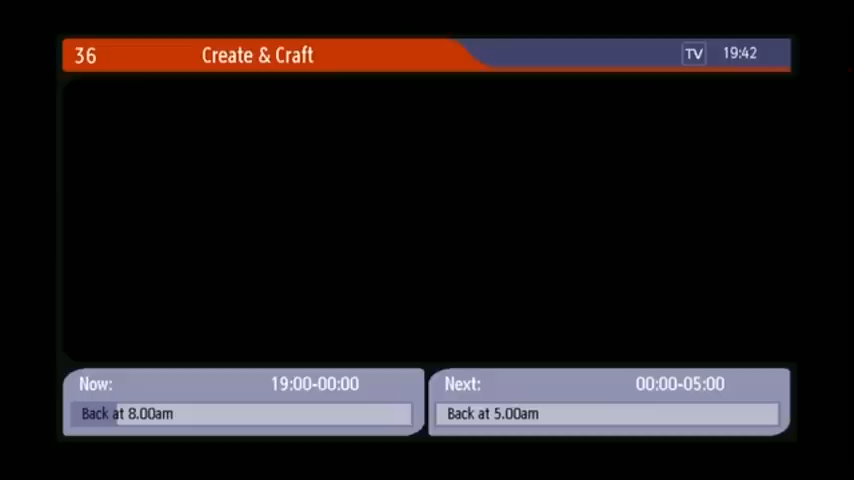 36 Create & Craft TV 19:42
Now: 19:00-00:00
Back at 8.00am
Next: 00:00-05:00
Back at 5.00am